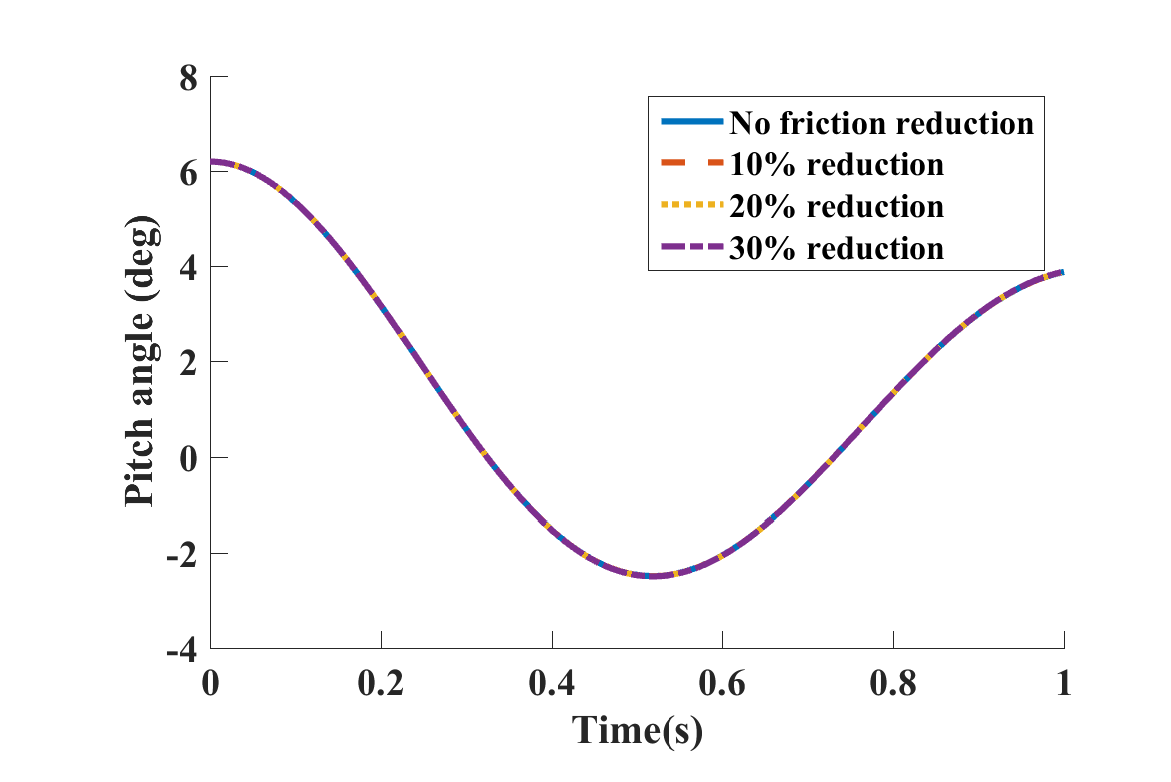 8
6
4
2
0
-2
-4
Pitch angle (deg)
No friction reduction
10% reduction
20% reduction
30% reduction
0 0.2 0.4 0.6 0.8 1
Time(s)